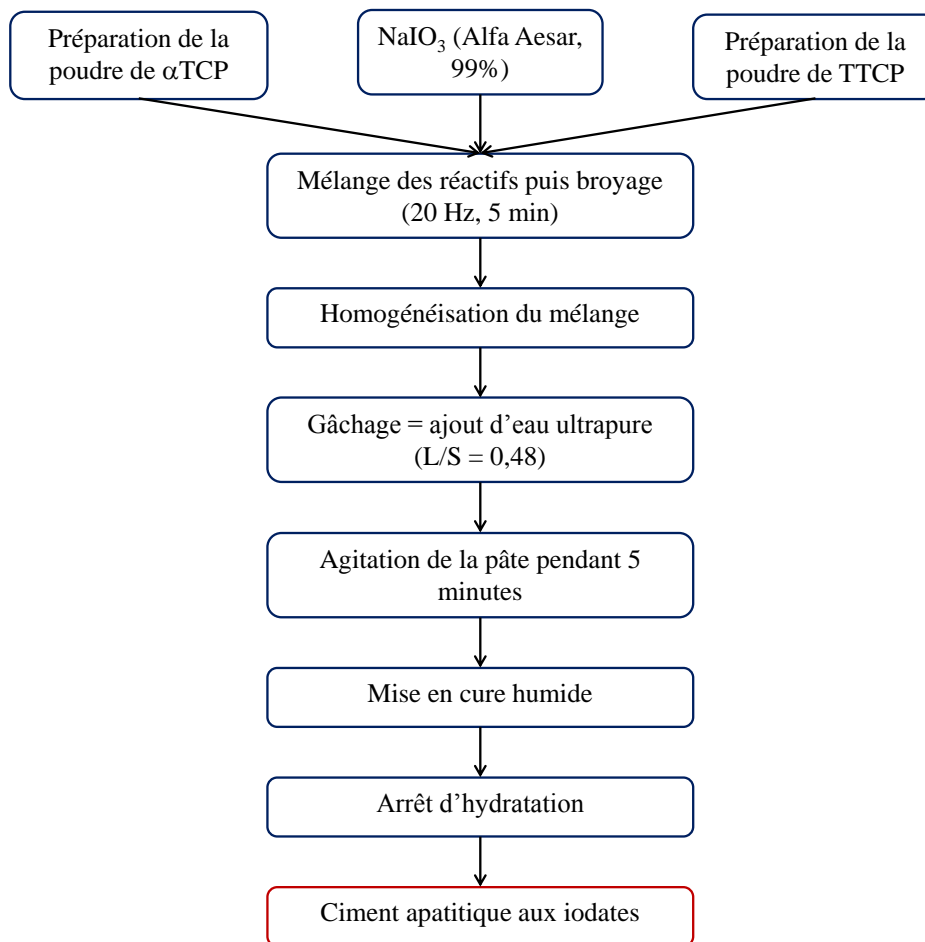 Préparation de la
poudre de αTCP
NaIO₃ (Alfa Aesar,
99%)
Préparation de la
poudre de TTCP
Mélange des réactifs puis broyage
(20 Hz, 5 min)
Homogénéisation du mélange
Gâchage = ajout d’eau ultrapure
(L/S = 0,48)
Agitation de la pâte pendant 5
minutes
Mise en cure humide
Arrêt d’hydratation
Ciment apatitique aux iodates